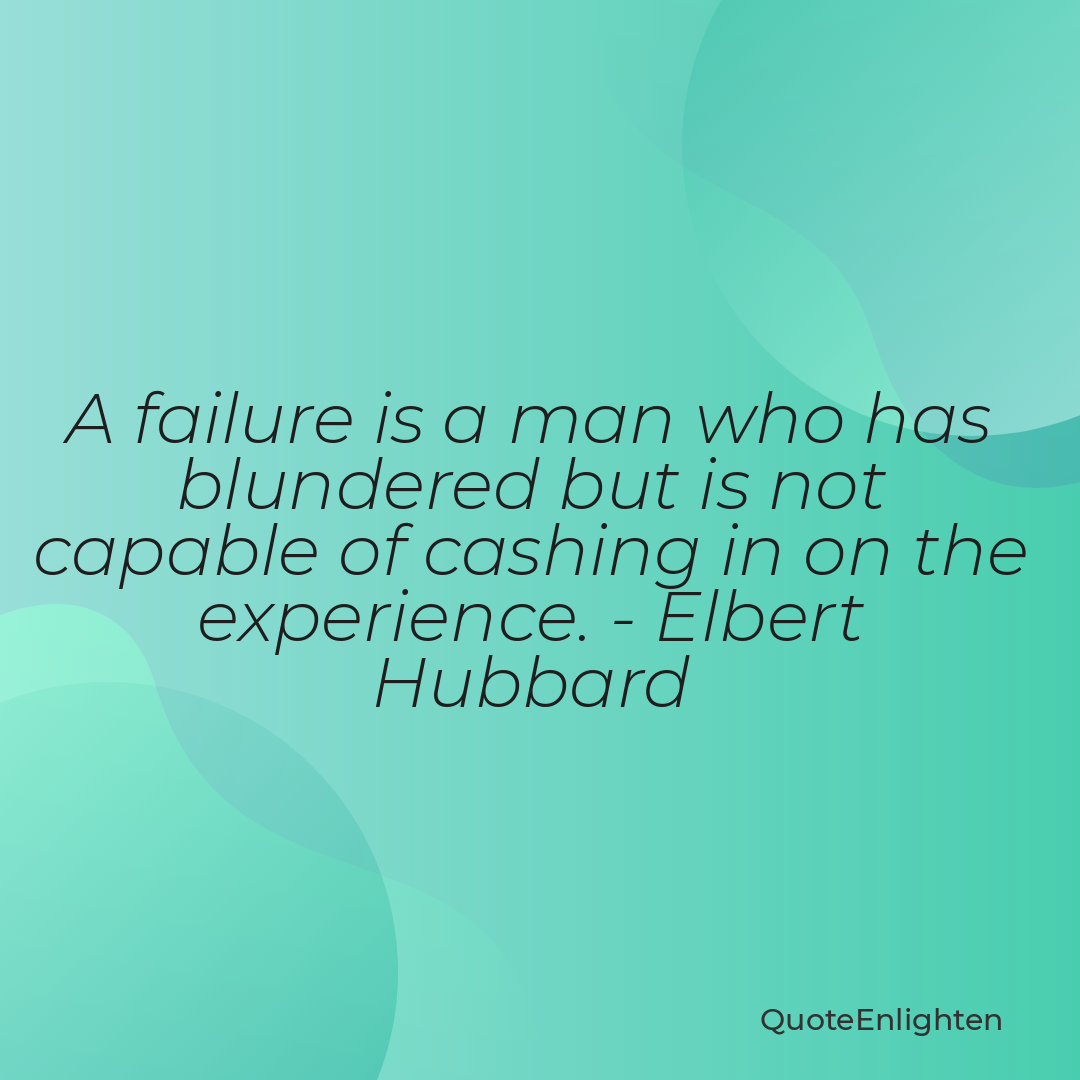 A failure is a man who has
blundered but is not
capable of cashing in on the
experience. - Elbert
Hubbard
QuoteEnlighten